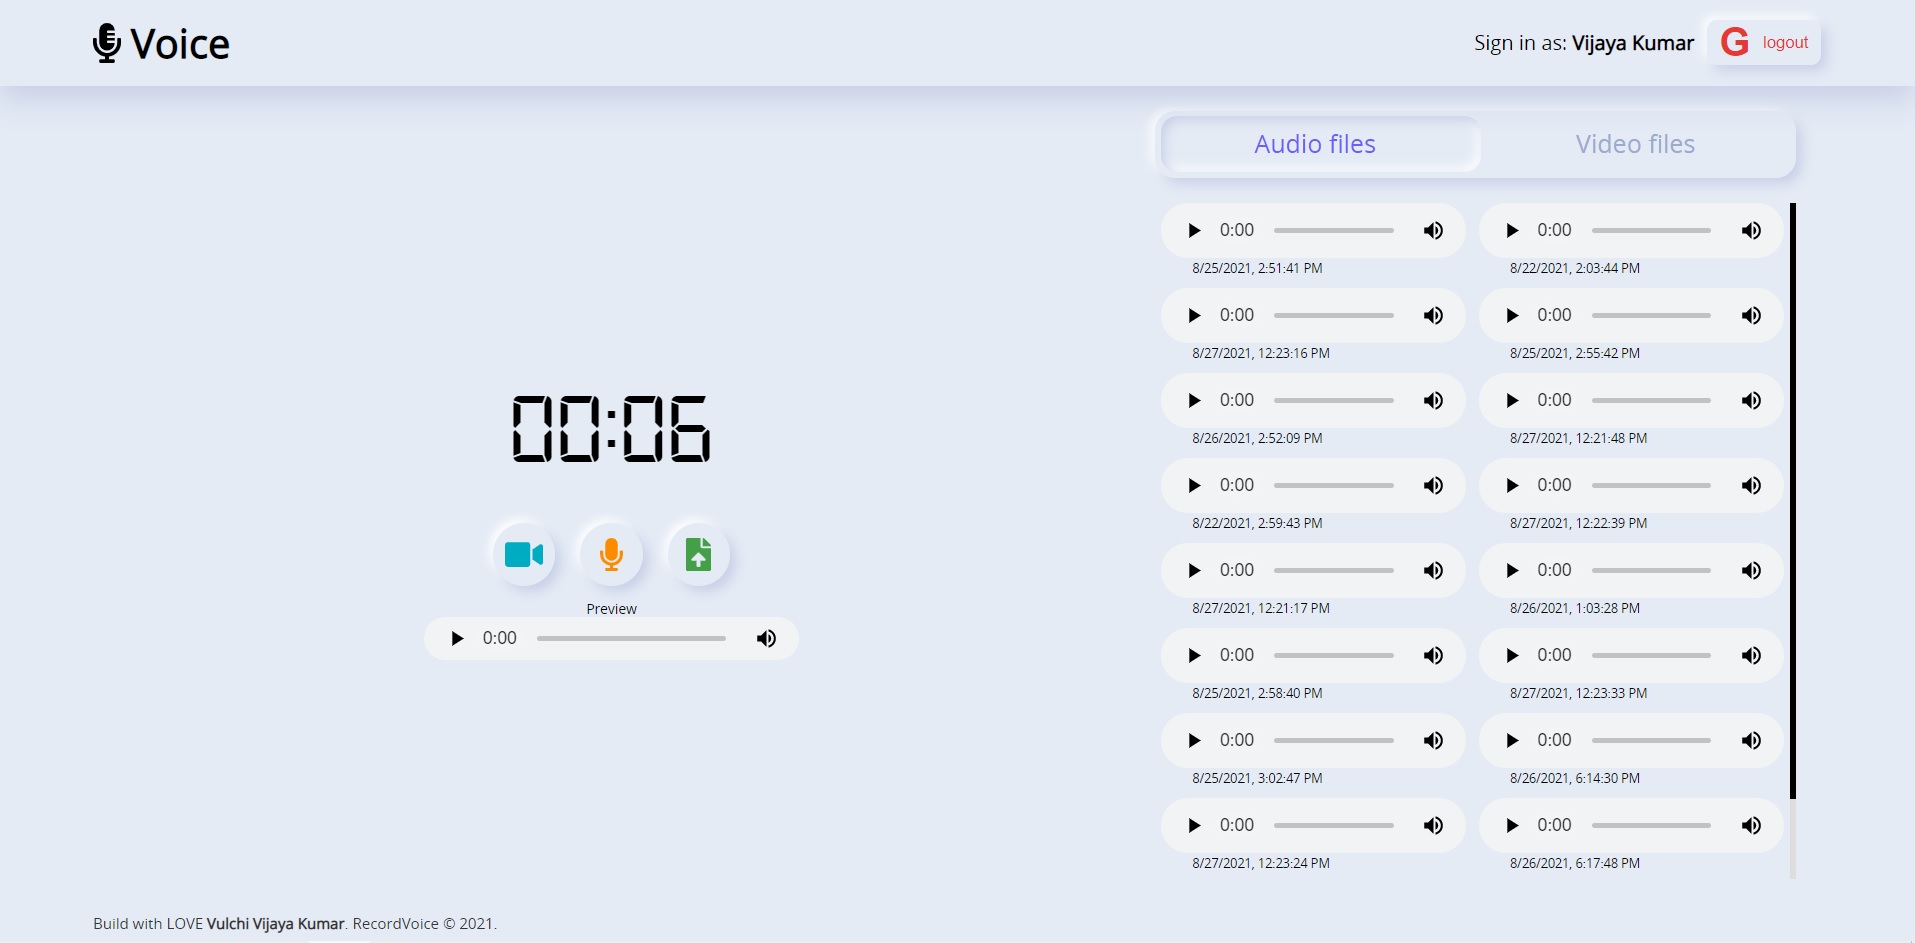 Voice
Sign in as: Vijaya Kumar
G logout
Audio files
Video files
0:00
0:00
8/25/2021, 2:51:41 PM
8/22/2021, 2:03:44 PM
0:00
0:00
8/27/2021, 12:23:16 PM
8/25/2021, 2:55:42 PM
0:00
0:00
8/26/2021, 2:52:09 PM
8/27/2021, 12:21:48 PM
0:00
0:00
8/22/2021, 2:59:43 PM
8/27/2021, 12:22:39 PM
0:00
0:00
8/27/2021, 12:21:17 PM
8/26/2021, 1:03:28 PM
0:00
0:00
8/25/2021, 2:58:40 PM
8/27/2021, 12:23:33 PM
0:00
0:00
8/25/2021, 3:02:47 PM
8/26/2021, 6:14:30 PM
0:00
0:00
8/27/2021, 12:23:24 PM
8/26/2021, 6:17:48 PM
00:06
Preview
0:00
Build with LOVE Vulchi Vijaya Kumar. RecordVoice © 2021.